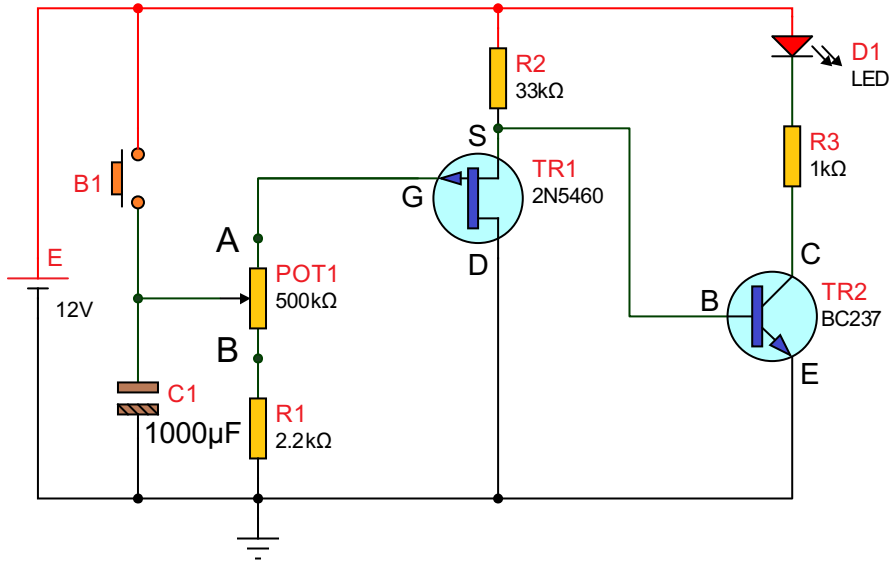 D1
LED
R2
33kΩ
S
R3
1kΩ
TR1
2N5460
B1
G
A
E
12V
POT1
500kΩ
D
C
TR2
BC237
B
B
E
C1
1000µF
R1
2.2kΩ